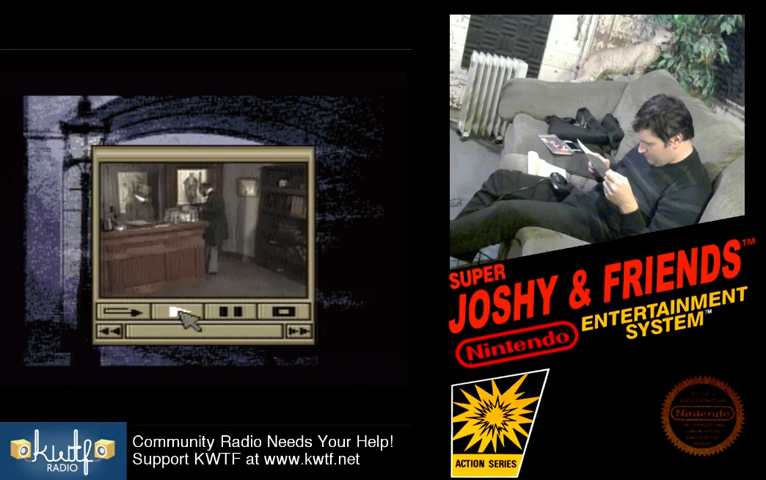 SUPER
JOSHY & FRIENDS™
Nintendo
ENTERTAINMENT
SYSTEM™
ACTION SERIES
Nintendo
kwtf
RADIO
Community Radio Needs Your Help!
Support KWTF at www.kwtf.net